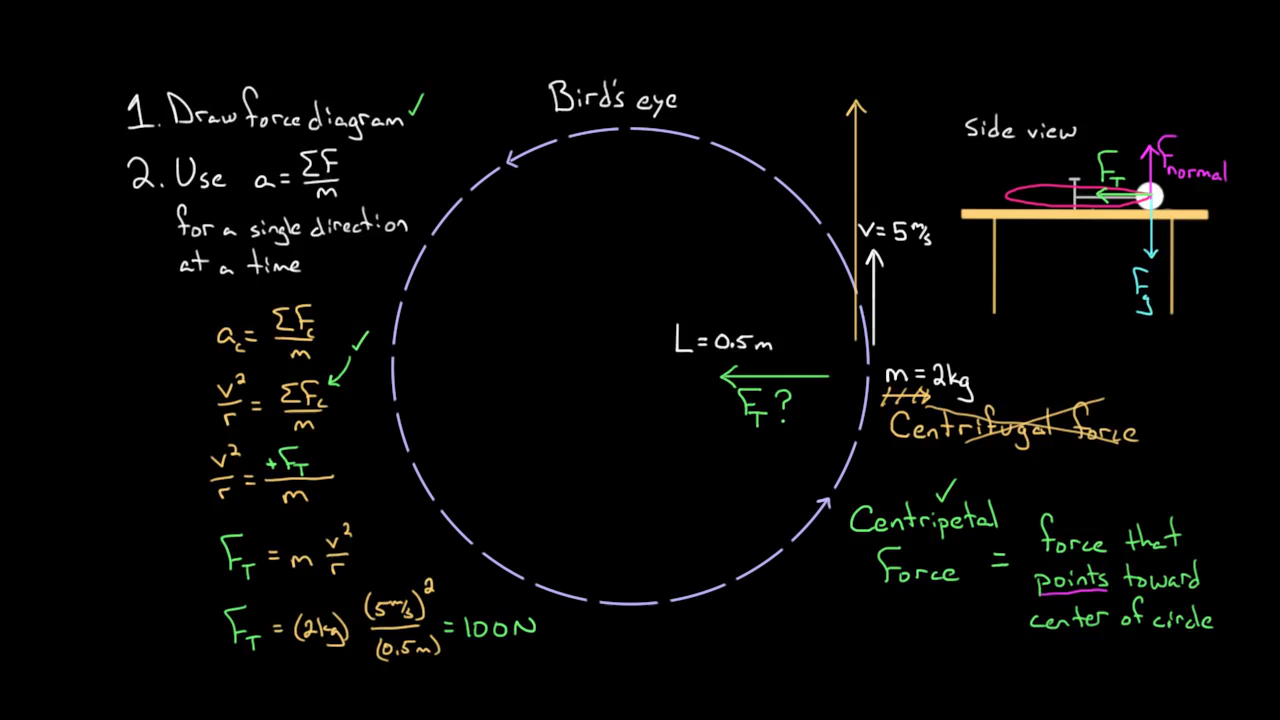 1. Draw force diagram ✓
2. Use a = ΣF/m
for a single direction
at a time
a_c = ΣF_c/m
v²/r = ΣF_c/m ✓
v²/r = +F_T/m
F_T = m v²/r
F_T = (2kg) (5 m/s)²/(0.5m) = 100N
Bird's eye
L = 0.5m
F_T ?
v = 5 m/s
m = 2kg
Centrifugal force
Centripetal ✓
Force = force that
points toward
center of circle
Side view
F_T
F_normal
F_g